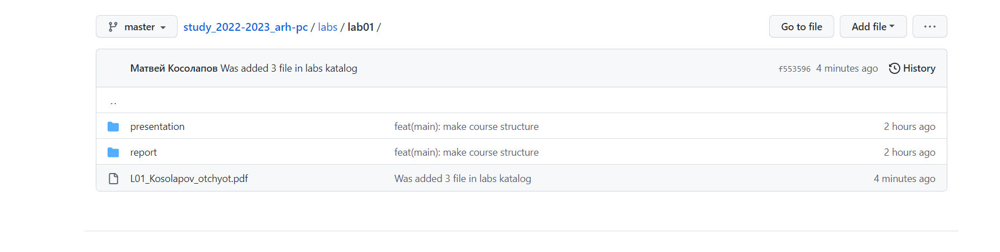 master study_2022-2023_arh-pc / labs / lab01 / Go to file Add file ...
Матвей Косолапов Was added 3 file in labs katalog f553596 4 minutes ago History
..
presentation feat(main): make course structure 2 hours ago
report feat(main): make course structure 2 hours ago
L01_Kosolapov_otchyot.pdf Was added 3 file in labs katalog 4 minutes ago